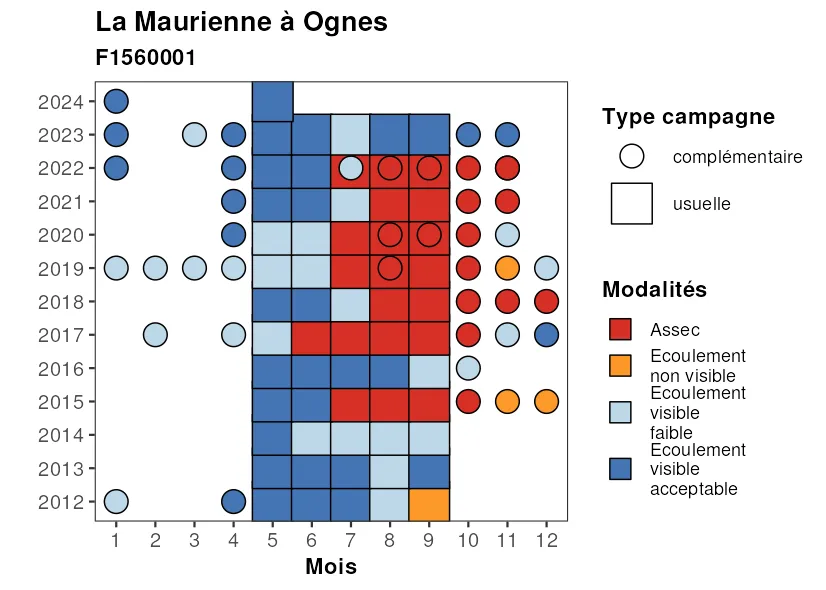 La Maurienne à Ognes
F1560001
2024
2023
2022
2021
2020
2019
2018
2017
2016
2015
2014
2013
2012
1 2 3 4 5 6 7 8 9 10 11 12
Mois
Type campagne
complémentaire
usuelle
Modalités
Assec
Ecoulement
non visible
Ecoulement
visible
faible
Ecoulement
visible
acceptable